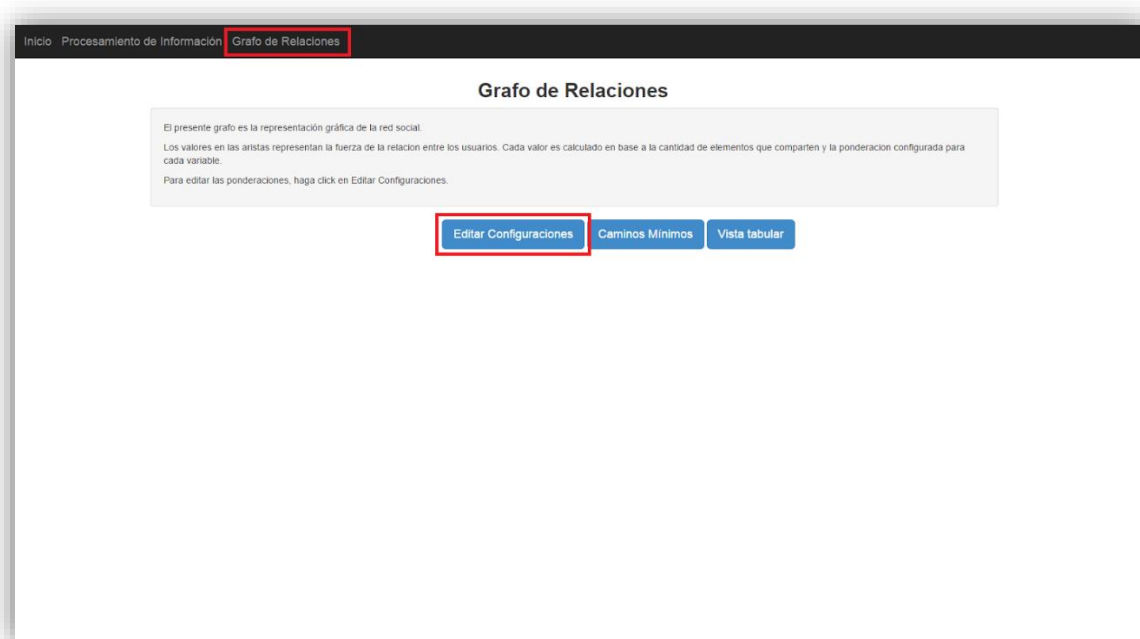 Inicio Procesamiento de Información Grafo de Relaciones
Grafo de Relaciones
El presente grafo es la representación gráfica de la red social.
Los valores en las aristas representan la fuerza de la relacion entre los usuarios. Cada valor es calculado en base a la cantidad de elementos que comparten y la ponderacion configurada para
cada variable.
Para editar las ponderaciones, haga click en Editar Configuraciones.
Editar Configuraciones Caminos Mínimos Vista tabular